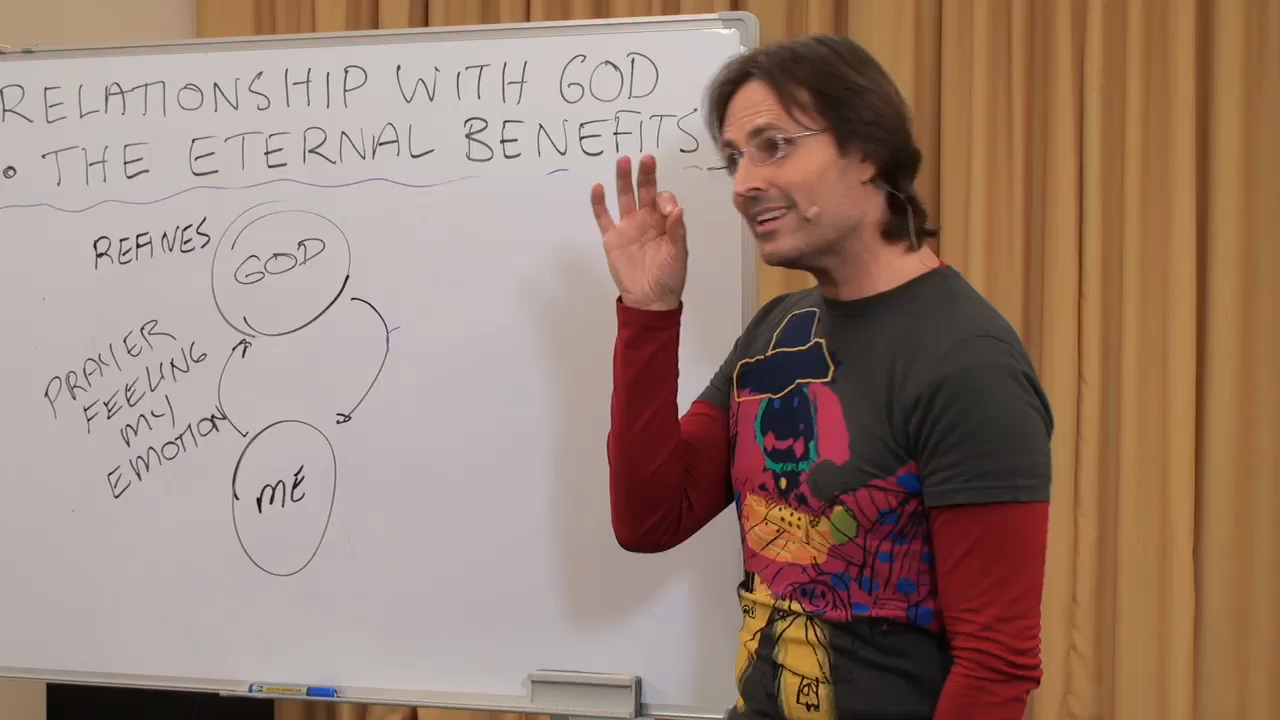 RELATIONSHIP WITH GOD
• THE ETERNAL BENEFITS
REFINES
GOD
PRAYER
FEELING
MY
EMOTION
ME